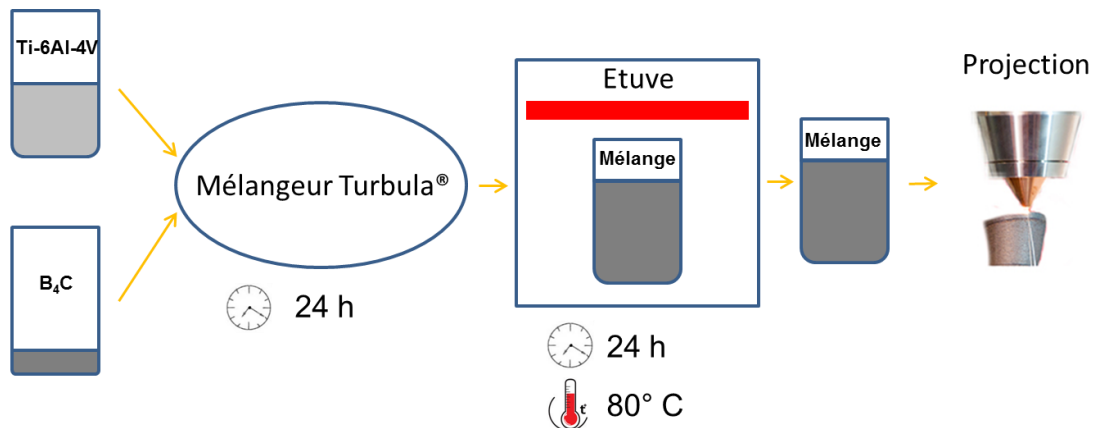 Ti-6Al-4V
B₄C
Mélangeur Turbula®
24 h
Etuve
Mélange
24 h
t°
80° C
Mélange
Projection